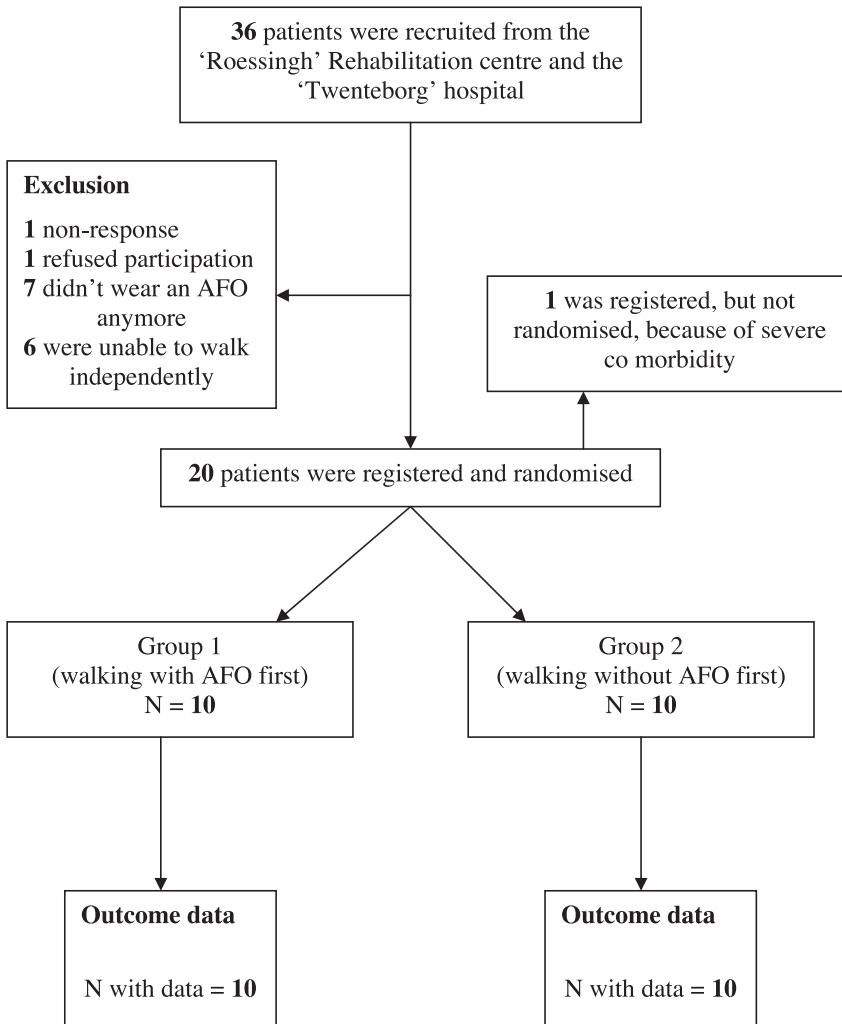 36 patients were recruited from the
‘Roessingh’ Rehabilitation centre and the
‘Twenteborg’ hospital
Exclusion
1 non-response
1 refused participation
7 didn’t wear an AFO
anymore
6 were unable to walk
independently
1 was registered, but not
randomised, because of severe
co morbidity
20 patients were registered and randomised
Group 1
(walking with AFO first)
N = 10
Group 2
(walking without AFO first)
N = 10
Outcome data
N with data = 10
Outcome data
N with data = 10